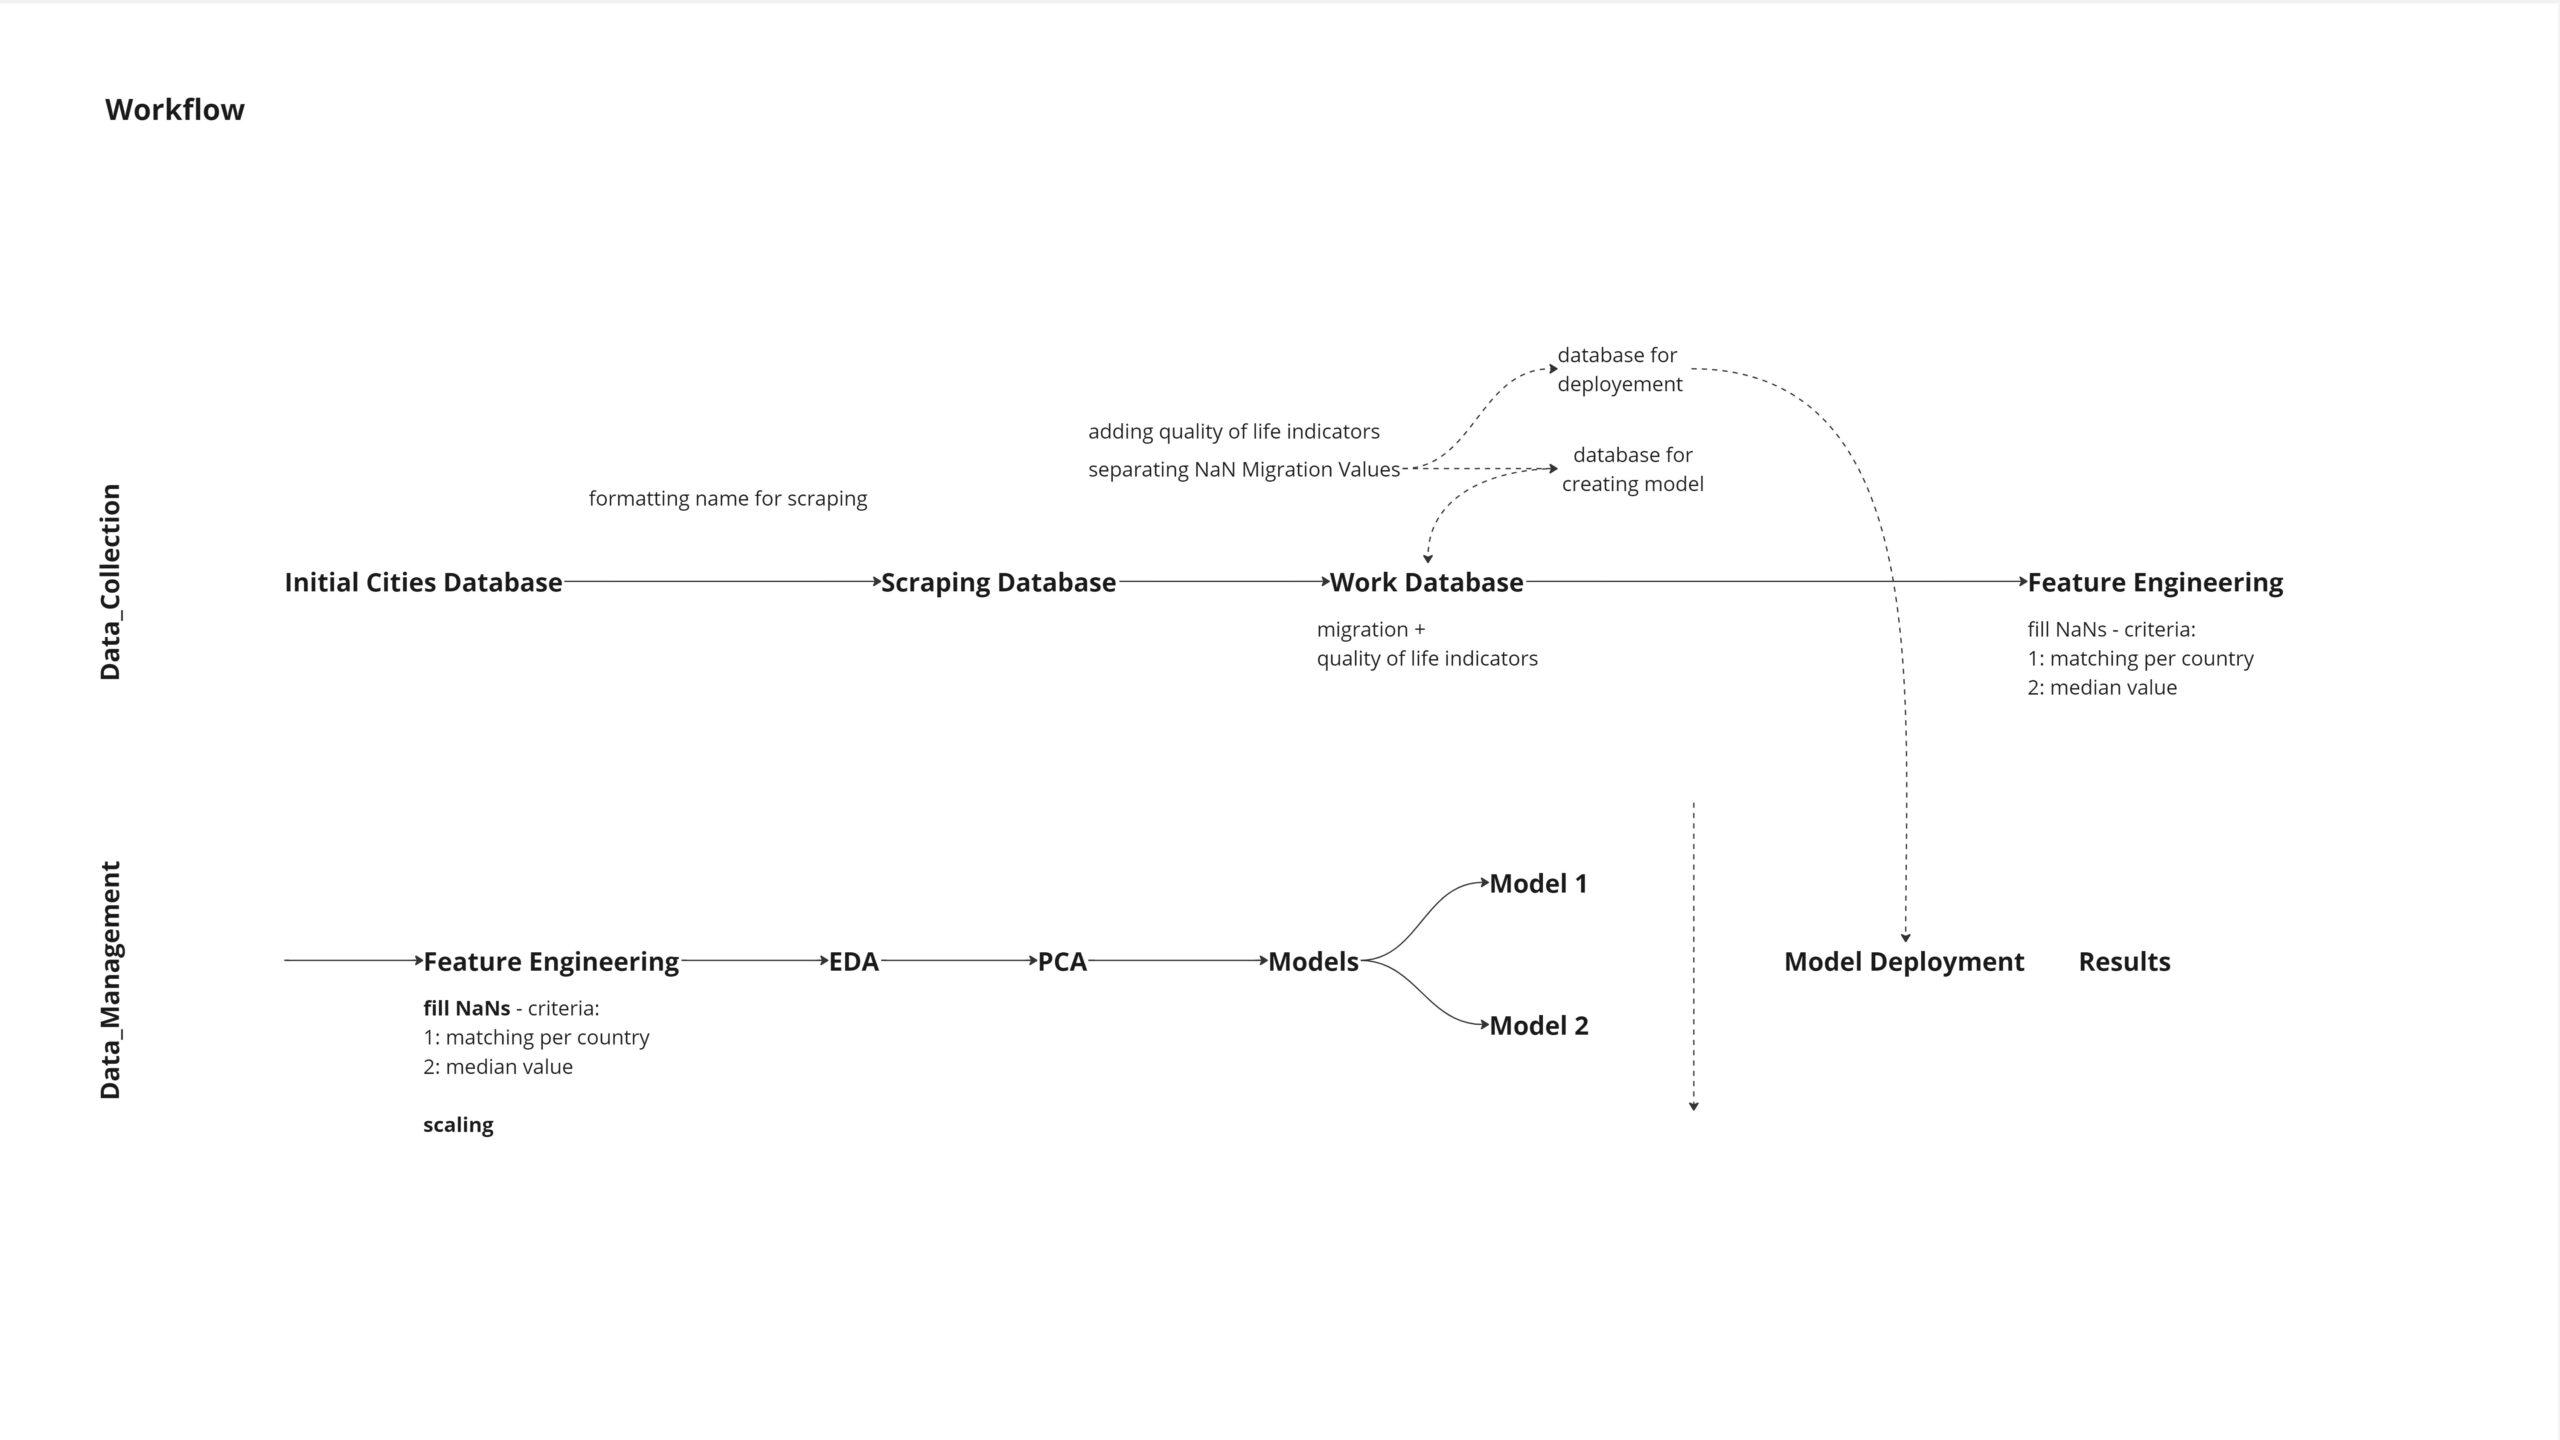 Workflow
Data_Collection
database for
deployement
adding quality of life indicators
separating NaN Migration Values
database for
creating model
formatting name for scraping
Initial Cities Database
Scraping Database
Work Database
Feature Engineering
migration +
quality of life indicators
fill NaNs - criteria:
1: matching per country
2: median value
Data_Management
Model 1
Feature Engineering
EDA
PCA
Models
Model Deployment
Results
Model 2
fill NaNs - criteria:
1: matching per country
2: median value
scaling